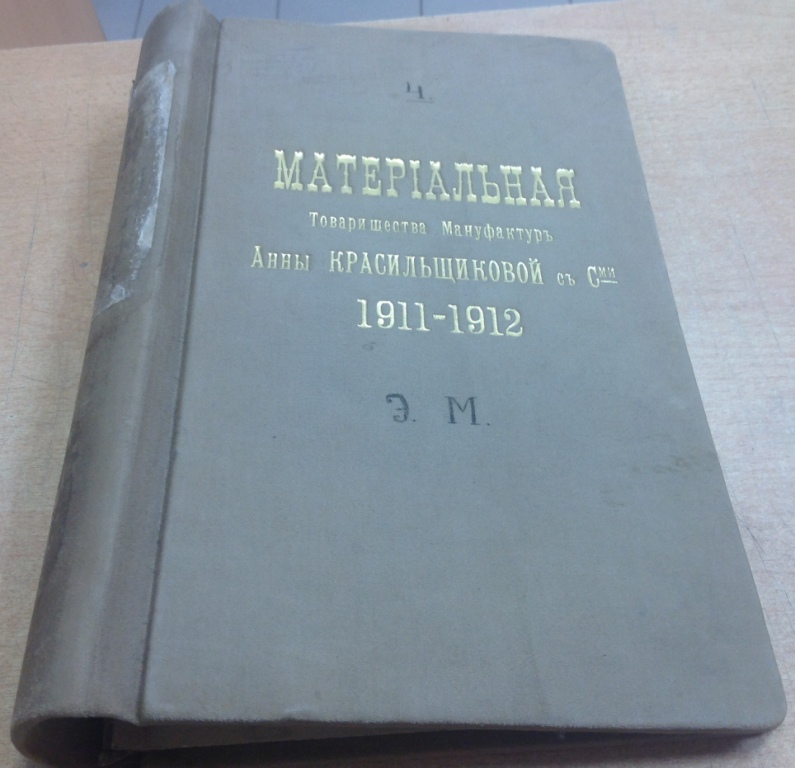 Ч.
МАТЕРІАЛЬНАЯ
Товарищества Мануфактуръ
Анны КРАСИЛЬЩИКОВОЙ съ Сми
1911-1912
Э. М.